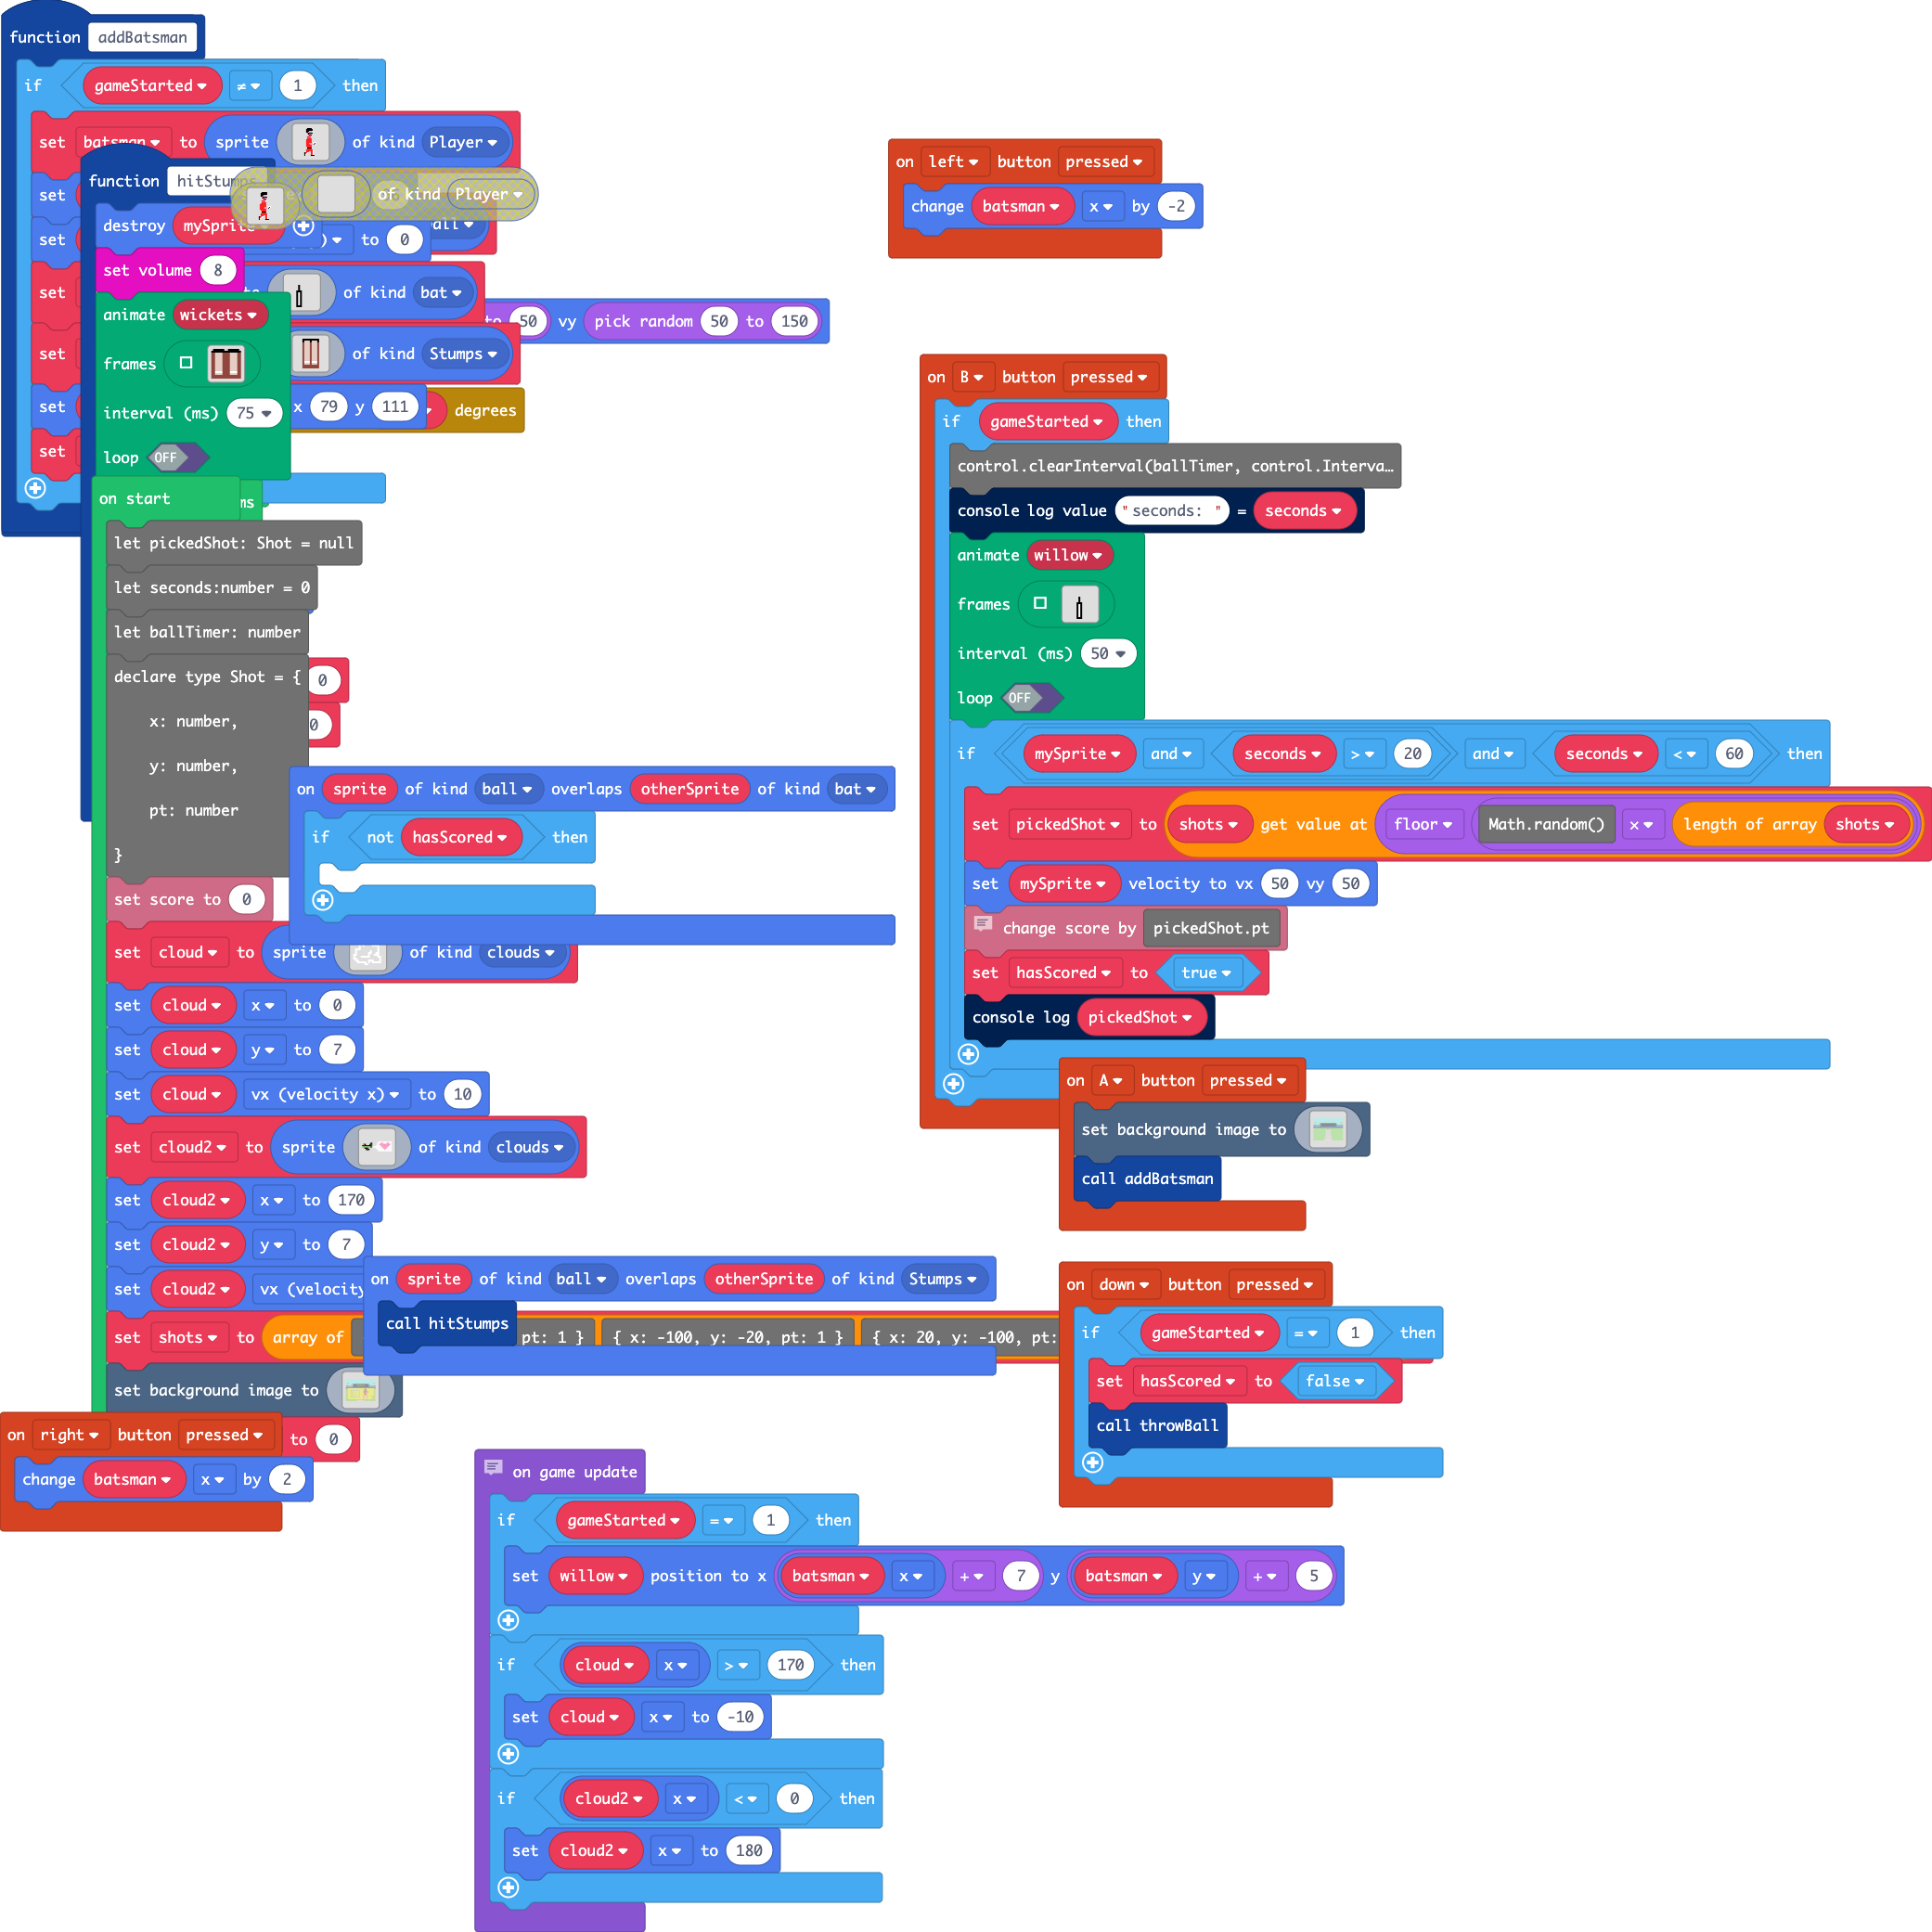 function addBatsman
if gameStarted ≠ 1 then
set batsman to sprite of kind Player
function hitStumps
of kind Player
set
destroy mySprite
set ) to 0 all
set volume 8
set of kind bat
animate wickets
to 50 vy pick random 50 to 150
set of kind Stumps
frames
set x 79 y 111 degrees
interval (ms) 75
set
loop OFF
on start ms
let pickedShot: Shot = null
let seconds:number = 0
let ballTimer: number
declare type Shot = {
0
x: number,
0
y: number,
pt: number
}
set score to 0
set cloud to sprite of kind clouds
set cloud x to 0
set cloud y to 7
set cloud vx (velocity x) to 10
set cloud2 to sprite of kind clouds
set cloud2 x to 170
set cloud2 y to 7
set cloud2 vx (velocity
set shots to array of pt: 1 } { x: -100, y: -20, pt: 1 } { x: 20, y: -100, pt:
set background image to
to 0
on right button pressed
change batsman x by 2
on sprite of kind ball overlaps otherSprite of kind bat
if not hasScored then
on sprite of kind ball overlaps otherSprite of kind Stumps
call hitStumps
on game update
if gameStarted = 1 then
set willow position to x batsman x + 7 y batsman y + 5
if cloud x > 170 then
set cloud x to -10
if cloud2 x < 0 then
set cloud2 x to 180
on left button pressed
change batsman x by -2
on B button pressed
if gameStarted then
control.clearInterval(ballTimer, control.Interva…
console log value "seconds: " = seconds
animate willow
frames
interval (ms) 50
loop OFF
if mySprite and seconds > 20 and seconds < 60 then
set pickedShot to shots get value at floor Math.random() x length of array shots
set mySprite velocity to vx 50 vy 50
change score by pickedShot.pt
set hasScored to true
console log pickedShot
on A button pressed
set background image to
call addBatsman
on down button pressed
if gameStarted = 1 then
set hasScored to false
call throwBall